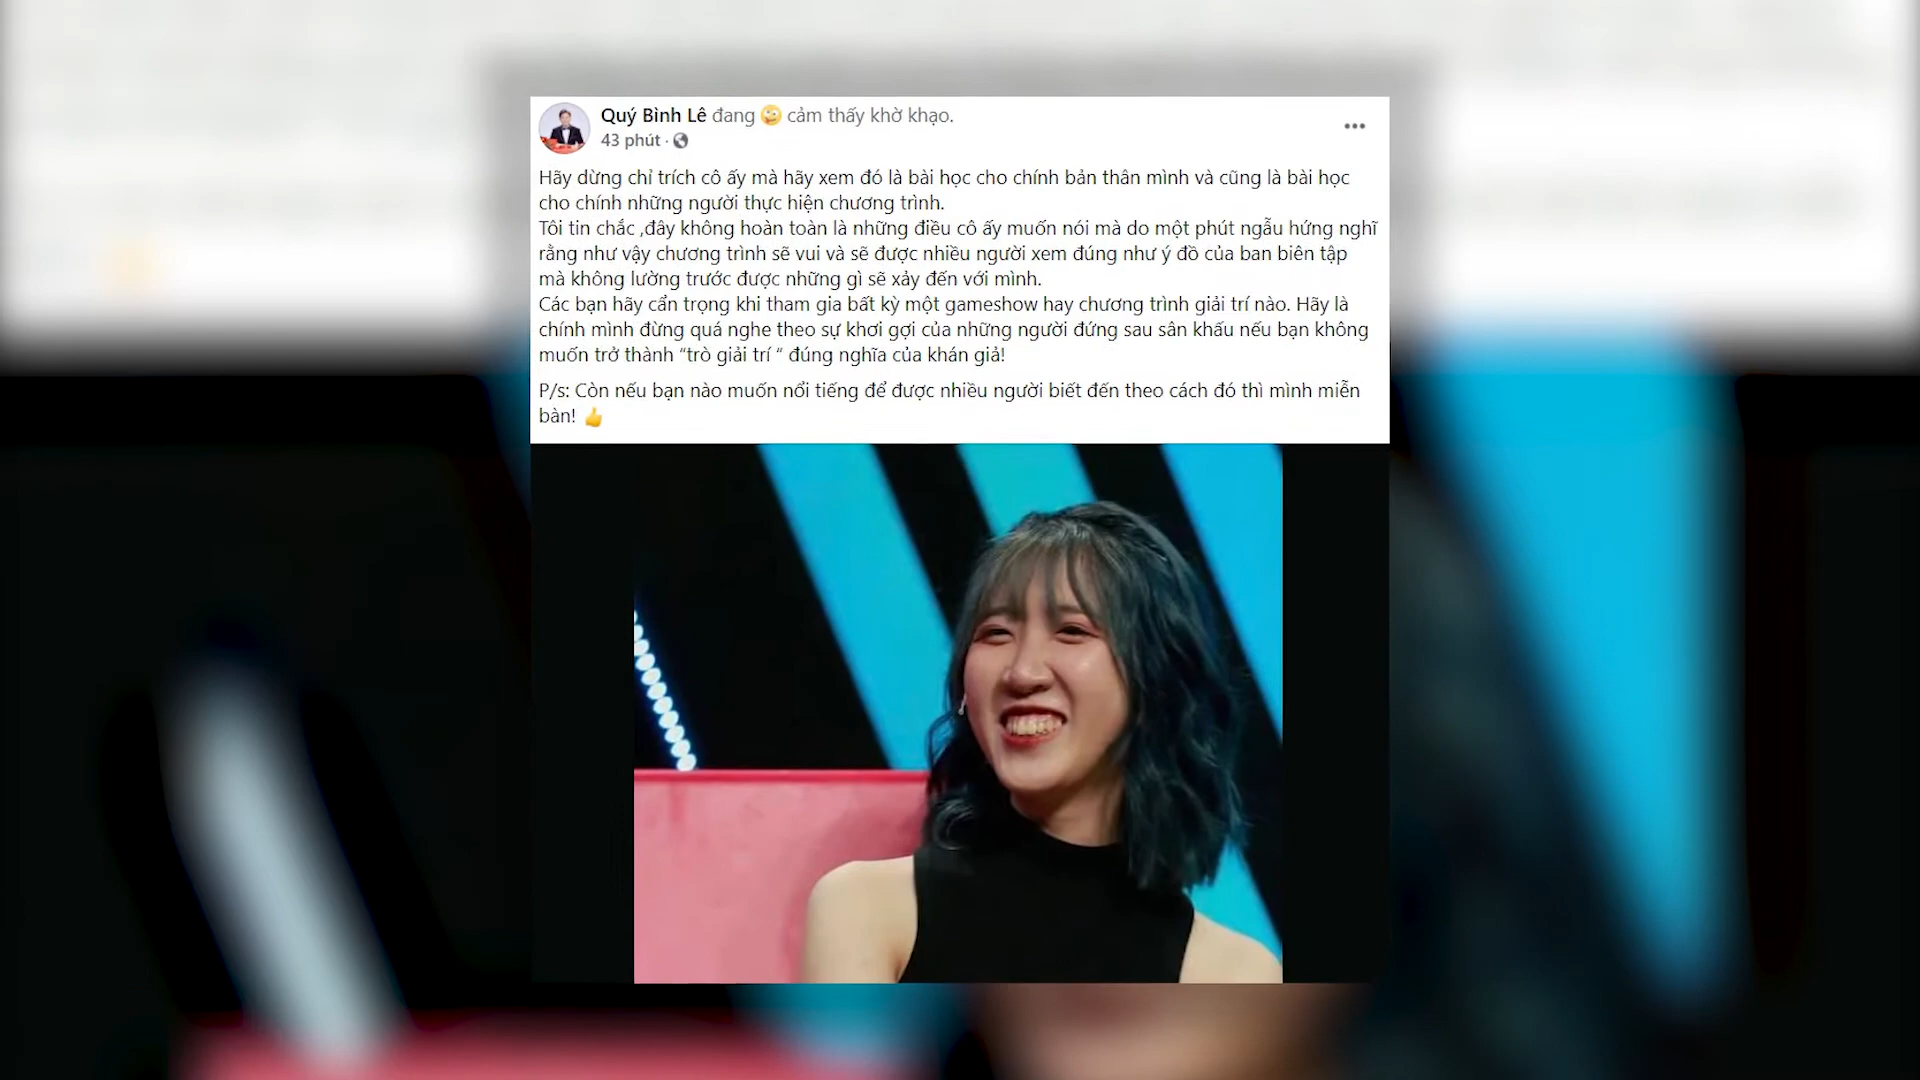 Quý Bình Lê đang 🤪 cảm thấy khờ khạo.
43 phút ·
Hãy dừng chỉ trích cô ấy mà hãy xem đó là bài học cho chính bản thân mình và cũng là bài học
cho chính những người thực hiện chương trình.
Tôi tin chắc ,đây không hoàn toàn là những điều cô ấy muốn nói mà do một phút ngẫu hứng nghĩ
rằng như vậy chương trình sẽ vui và sẽ được nhiều người xem đúng như ý đồ của ban biên tập
mà không lường trước được những gì sẽ xảy đến với mình.
Các bạn hãy cẩn trọng khi tham gia bất kỳ một gameshow hay chương trình giải trí nào. Hãy là
chính mình đừng quá nghe theo sự khơi gợi của những người đứng sau sân khấu nếu bạn không
muốn trở thành “trò giải trí “ đúng nghĩa của khán giả!
P/s: Còn nếu bạn nào muốn nổi tiếng để được nhiều người biết đến theo cách đó thì mình miễn
bàn! 👍